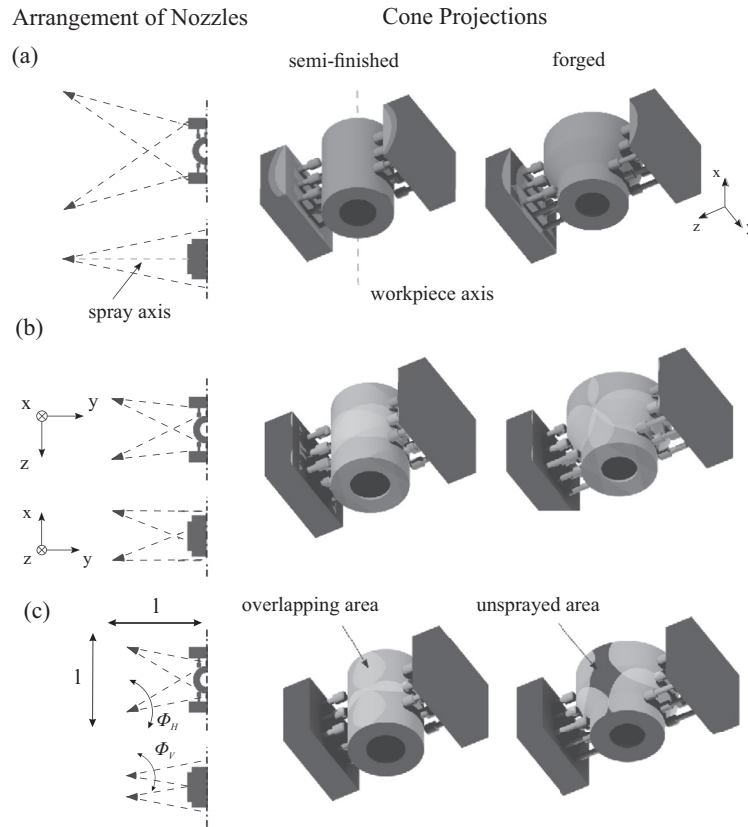 Arrangement of Nozzles
Cone Projections
(a)
semi-finished
forged
x
z
y
spray axis
workpiece axis
(b)
x
y
z
x
z
y
(c)
l
overlapping area
unsprayed area
l
Φ_H
Φ_V